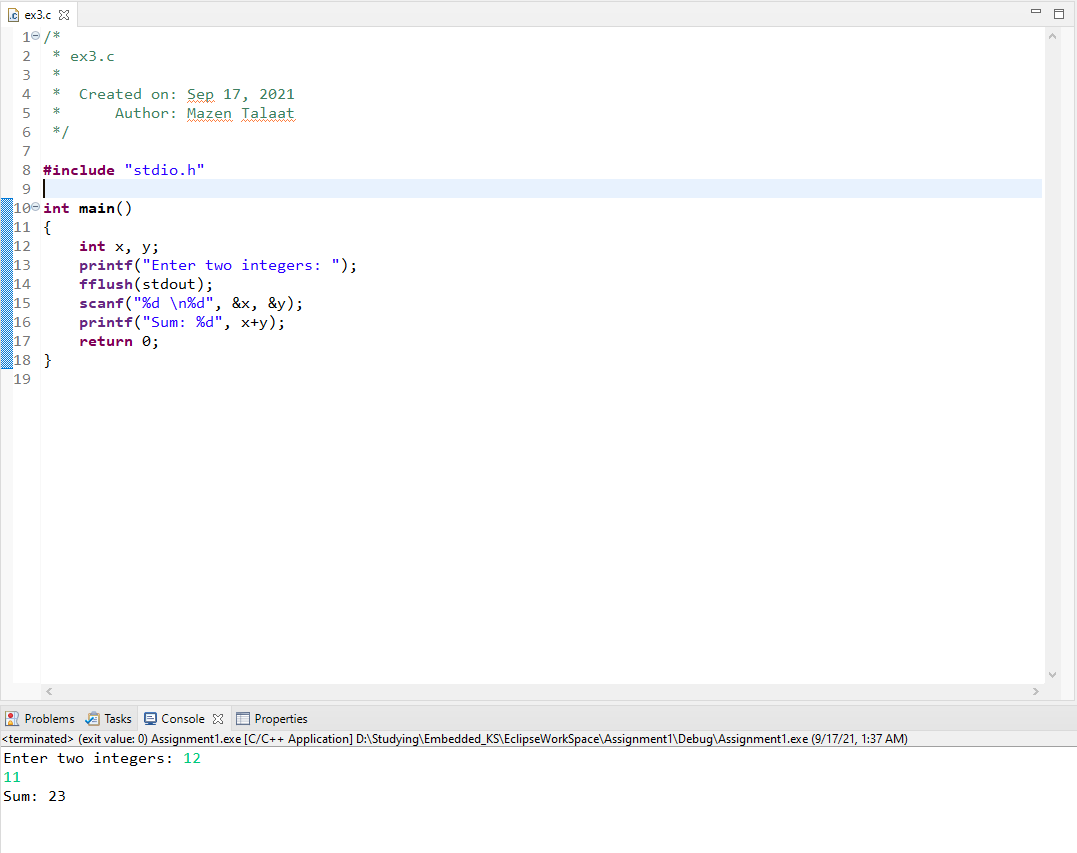 ex3.c
1 /*
2  * ex3.c
3  *
4  *  Created on: Sep 17, 2021
5  *      Author: Mazen Talaat
6  */
7
8 #include "stdio.h"
9
10 int main()
11 {
12     int x, y;
13     printf("Enter two integers: ");
14     fflush(stdout);
15     scanf("%d \n%d", &x, &y);
16     printf("Sum: %d", x+y);
17     return 0;
18 }
19
Problems Tasks Console Properties
<terminated> (exit value: 0) Assignment1.exe [C/C++ Application] D:\Studying\Embedded_KS\EclipseWorkSpace\Assignment1\Debug\Assignment1.exe (9/17/21, 1:37 AM)
Enter two integers: 12
11
Sum: 23